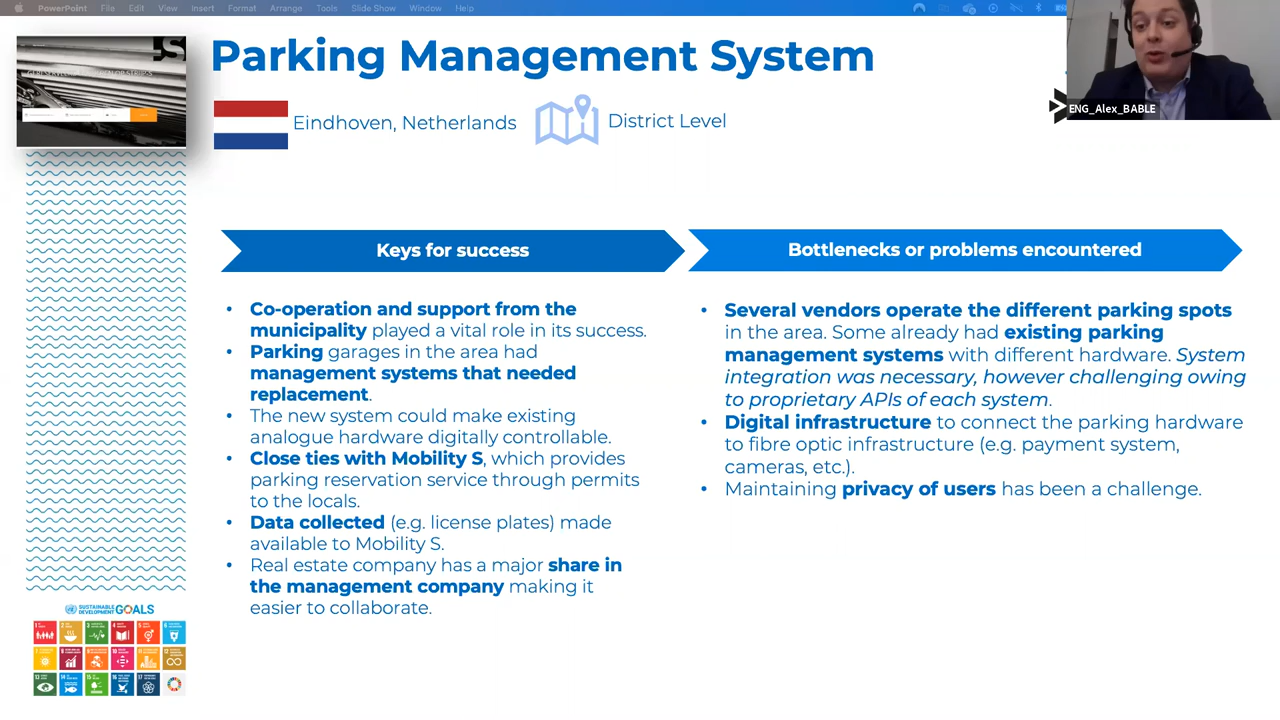 PowerPoint File Edit View Insert Format Arrange Tools Slide Show Window Help
Parking Management System
ENG_Alex_BABLE
Eindhoven, Netherlands
District Level
Keys for success
• Co-operation and support from the
municipality played a vital role in its success.
• Parking garages in the area had
management systems that needed
replacement.
• The new system could make existing
analogue hardware digitally controllable.
• Close ties with Mobility S, which provides
parking reservation service through permits
to the locals.
• Data collected (e.g. license plates) made
available to Mobility S.
• Real estate company has a major share in
the management company making it
easier to collaborate.
Bottlenecks or problems encountered
• Several vendors operate the different parking spots
in the area. Some already had existing parking
management systems with different hardware. System
integration was necessary, however challenging owing
to proprietary APIs of each system.
• Digital infrastructure to connect the parking hardware
to fibre optic infrastructure (e.g. payment system,
cameras, etc.).
• Maintaining privacy of users has been a challenge.
SUSTAINABLE
DEVELOPMENT GOALS